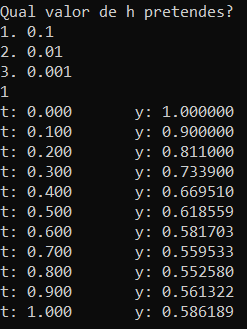 Qual valor de h pretendes?
1. 0.1
2. 0.01
3. 0.001
1
t: 0.000 y: 1.000000
t: 0.100 y: 0.900000
t: 0.200 y: 0.811000
t: 0.300 y: 0.733900
t: 0.400 y: 0.669510
t: 0.500 y: 0.618559
t: 0.600 y: 0.581703
t: 0.700 y: 0.559533
t: 0.800 y: 0.552580
t: 0.900 y: 0.561322
t: 1.000 y: 0.586189